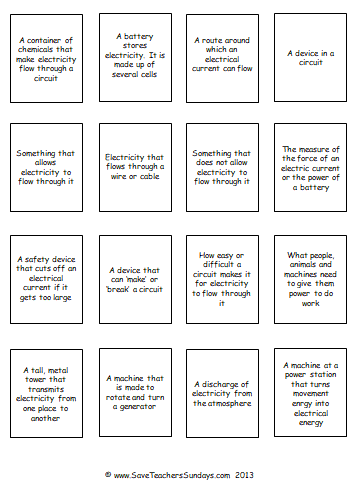 A container of
chemicals that
make electricity
flow through a
circuit
A battery
stores
electricity. It is
made up of
several cells
A route around
which an
electrical
current can flow
A device in a
circuit
Something that
allows
electricity to
flow through it
Electricity that
flows through a
wire or cable
Something that
does not allow
electricity to
flow through it
The measure of
the force of an
electric current
or the power of
a battery
A safety device
that cuts off an
electrical
current if it
gets too large
A device that
can 'make' or
'break' a circuit
How easy or
difficult a
circuit makes it
for electricity
to flow through
it
What people,
animals and
machines need
to give them
power to do
work
A tall, metal
tower that
transmits
electricity from
one place to
another
A machine that
is made to
rotate and turn
a generator
A discharge of
electricity from
the atmosphere
A machine at a
power station
that turns
movement
enrgy into
electrical
energy
© www.SaveTeachersSundays.com 2013